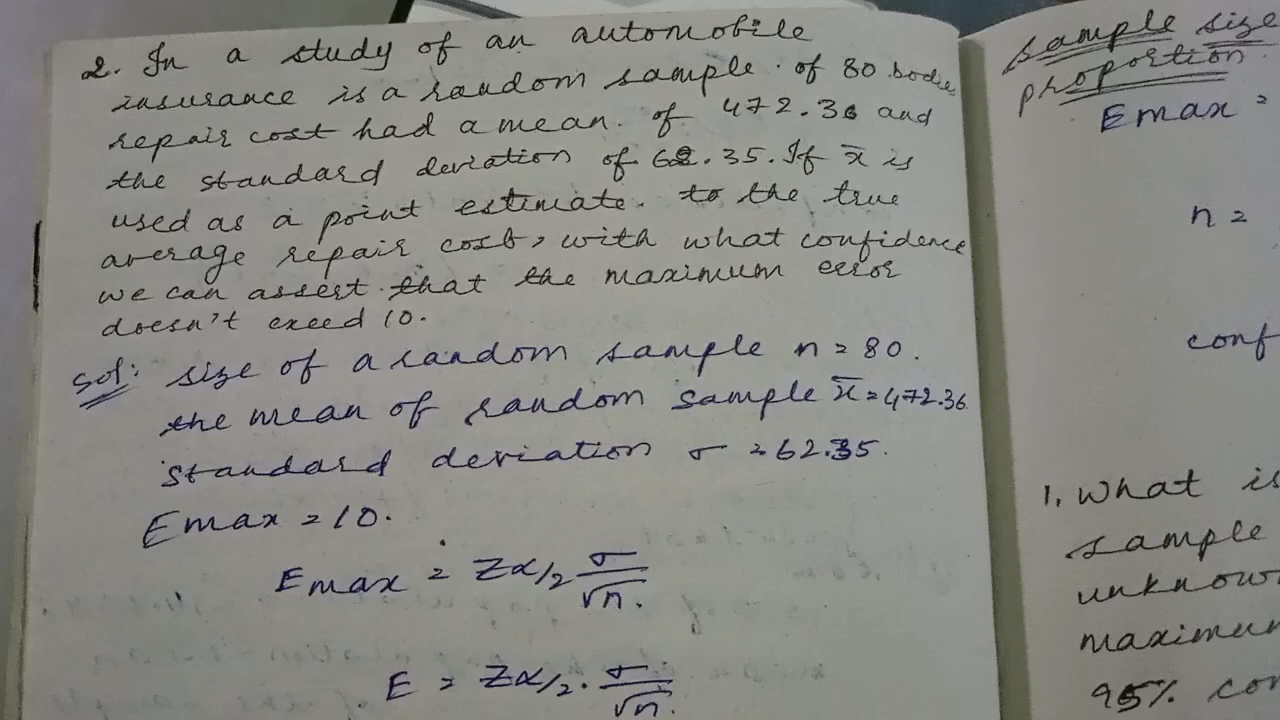 2. In a study of an automobile
insurance is a random sample of 80 bodies
repair cost had a mean. of 472.36 and
the standard deviation of 62.35. If x̄ is
used as a point estimate. to the true
average repair cost, with what confidence
we can assert that the maximum error
doesn't exeed 10.
Sol: size of a random sample n = 80.
the mean of random sample x̄ = 472.36
standard deviation σ = 62.35.
Emax = 10.
Emax = Zα/2 σ/√n.
E = Zα/2 . σ/√n.
sample size
proportion
Emax =
n =
conf
1. What is
sample
unknow
maximum
95% con